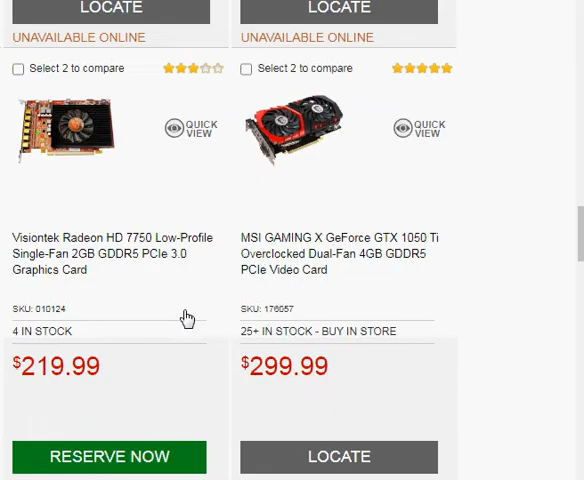 LOCATE LOCATE
UNAVAILABLE ONLINE UNAVAILABLE ONLINE
Select 2 to compare Select 2 to compare
QUICK VIEW QUICK VIEW
Visiontek Radeon HD 7750 Low-Profile
Single-Fan 2GB GDDR5 PCIe 3.0
Graphics Card
MSI GAMING X GeForce GTX 1050 Ti
Overclocked Dual-Fan 4GB GDDR5
PCIe Video Card
SKU: 010124 SKU: 176057
4 IN STOCK 25+ IN STOCK - BUY IN STORE
$219.99 $299.99
RESERVE NOW LOCATE